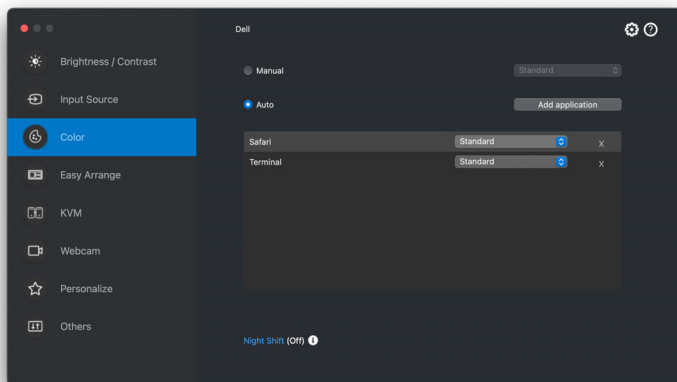 Dell
Brightness / Contrast
Input Source
Color
Easy Arrange
KVM
Webcam
Personalize
Others
Manual
Standard
Auto
Add application
Safari Standard x
Terminal Standard x
Night Shift (Off)